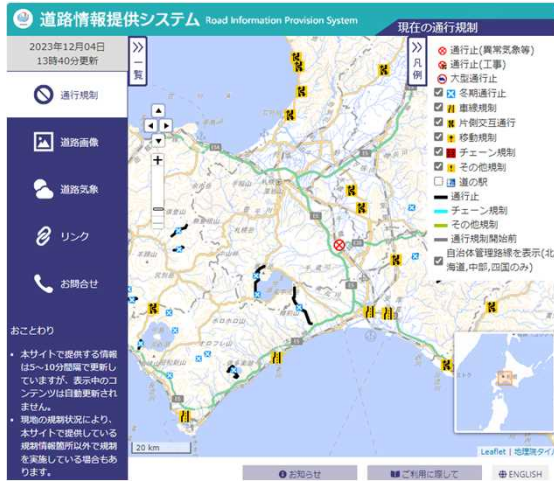 道路情報提供システム Road Information Provision System
現在の通行規制
2023年12月04日
13時40分更新
通行規制
道路画像
道路気象
リンク
お問合せ
おことわり
• 本サイトで提供する情報
は5～10分間隔で更新し
ていますが、表示中のコ
ンテンツは自動更新され
ません。
• 現地の規制状況により、
本サイトで提供している
規制情報箇所以外で規制
を実施している場合もあ
ります。
一覧
凡例
通行止(異常気象等)
通行止(工事)
大型通行止
冬期通行止
車線規制
片側交互通行
移動規制
チェーン規制
その他規制
道の駅
通行止
チェーン規制
その他規制
通行規制開始前
自治体管理路線を表示(北
海道,中部,四国のみ)
+
20 km
Leaflet | 地理院タイル
お知らせ
ご利用に際して
ENGLISH